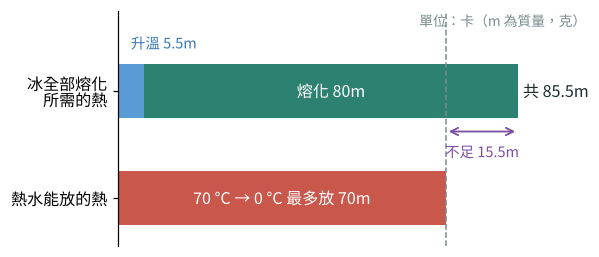 單位：卡（m 為質量，克）
升溫 5.5m
冰全部熔化
所需的熱
熔化 80m
共 85.5m
不足 15.5m
熱水能放的熱
70 °C → 0 °C 最多放 70m